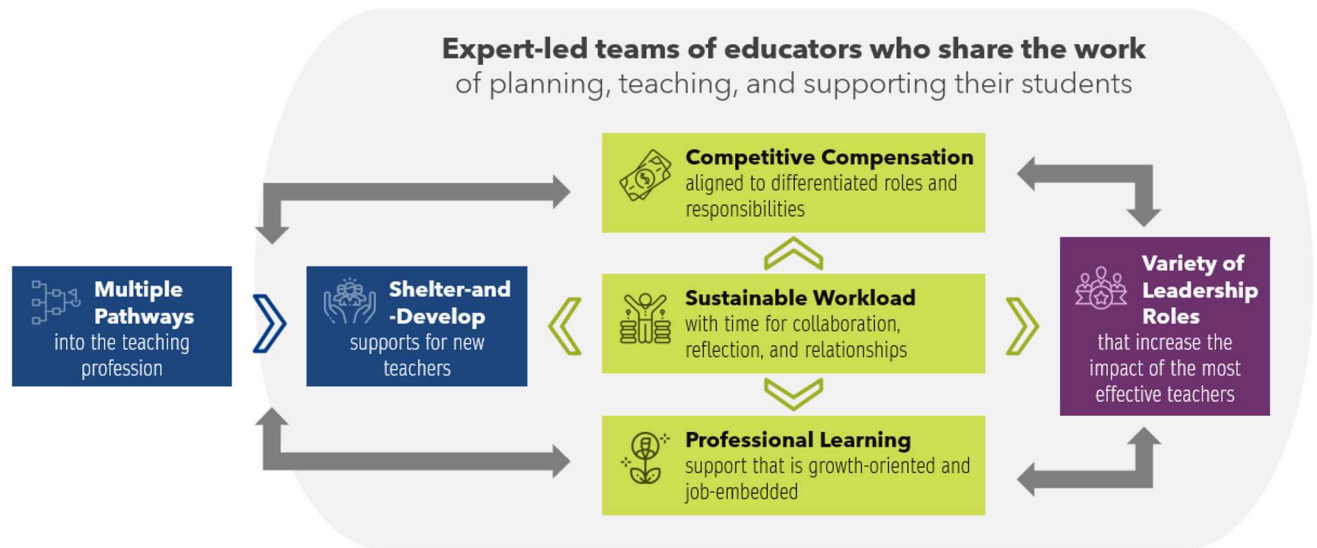 Expert-led teams of educators who share the work
of planning, teaching, and supporting their students
Multiple
Pathways
into the teaching
profession
Shelter-and
-Develop
supports for new
teachers
Competitive Compensation
aligned to differentiated roles and
responsibilities
Sustainable Workload
with time for collaboration,
reflection, and relationships
Professional Learning
support that is growth-oriented and
job-embedded
Variety of
Leadership
Roles
that increase the
impact of the most
effective teachers